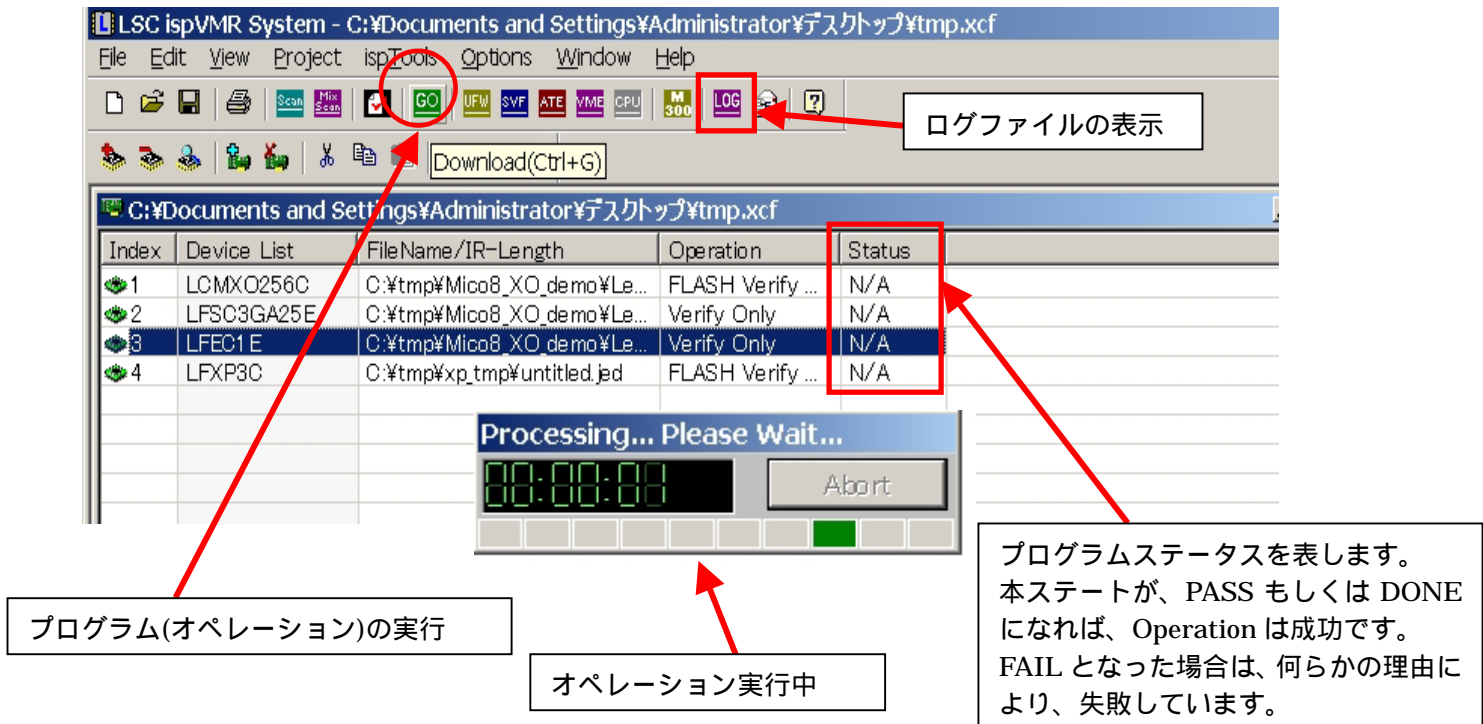 LSC ispVMR System - C:¥Documents and Settings¥Administrator¥デスクトップ¥tmp.xcf
File Edit View Project ispTools Options Window Help
Scan Mix Scan GO UFW SVF ATE VME CPU M 300 LOG
ログファイルの表示
Download(Ctrl+G)
C:¥Documents and Settings¥Administrator¥デスクトップ¥tmp.xcf
Index Device List FileName/IR-Length Operation Status
1 LCMXO256C C:¥tmp¥Mico8_XO_demo¥Le... FLASH Verify ... N/A
2 LFSC3GA25E C:¥tmp¥Mico8_XO_demo¥Le... Verify Only N/A
3 LFEC1E C:¥tmp¥Mico8_XO_demo¥Le... Verify Only N/A
4 LFXP3C C:¥tmp¥xp_tmp¥untitled.jed FLASH Verify ... N/A
Processing... Please Wait...
Abort
プログラム(オペレーション)の実行
オペレーション実行中
プログラムステータスを表します。
本ステートが、PASS もしくは DONE
になれば、Operation は成功です。
FAIL となった場合は、何らかの理由に
より、失敗しています。